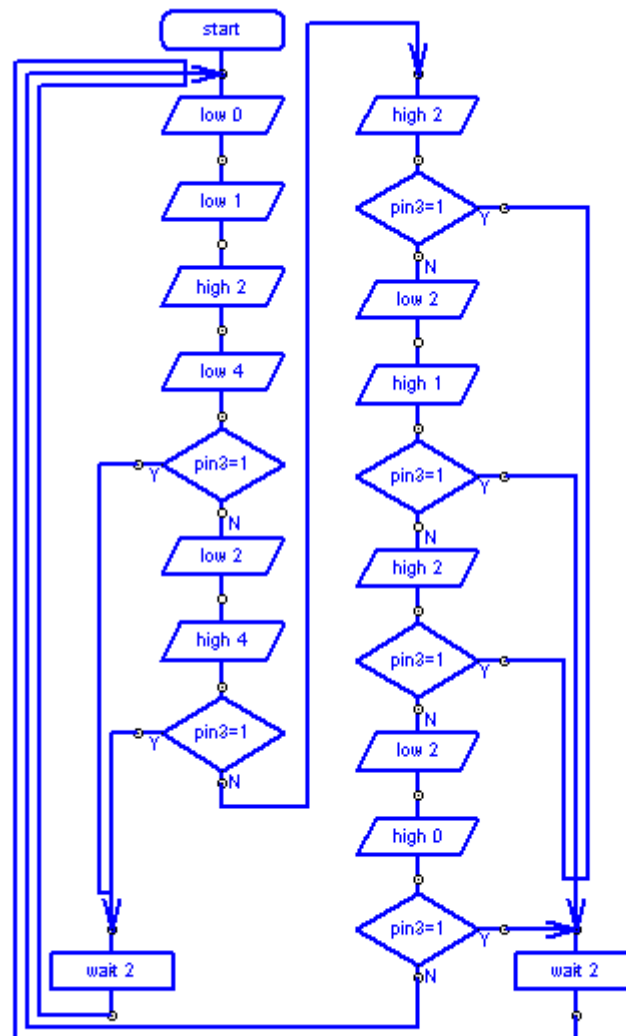 start
low 0
low 1
high 2
low 4
pin3=1
Y
N
low 2
high 4
pin3=1
Y
N
wait 2
high 2
pin3=1
Y
N
low 2
high 1
pin3=1
Y
N
high 2
pin3=1
Y
N
low 2
high 0
pin3=1
Y
N
wait 2